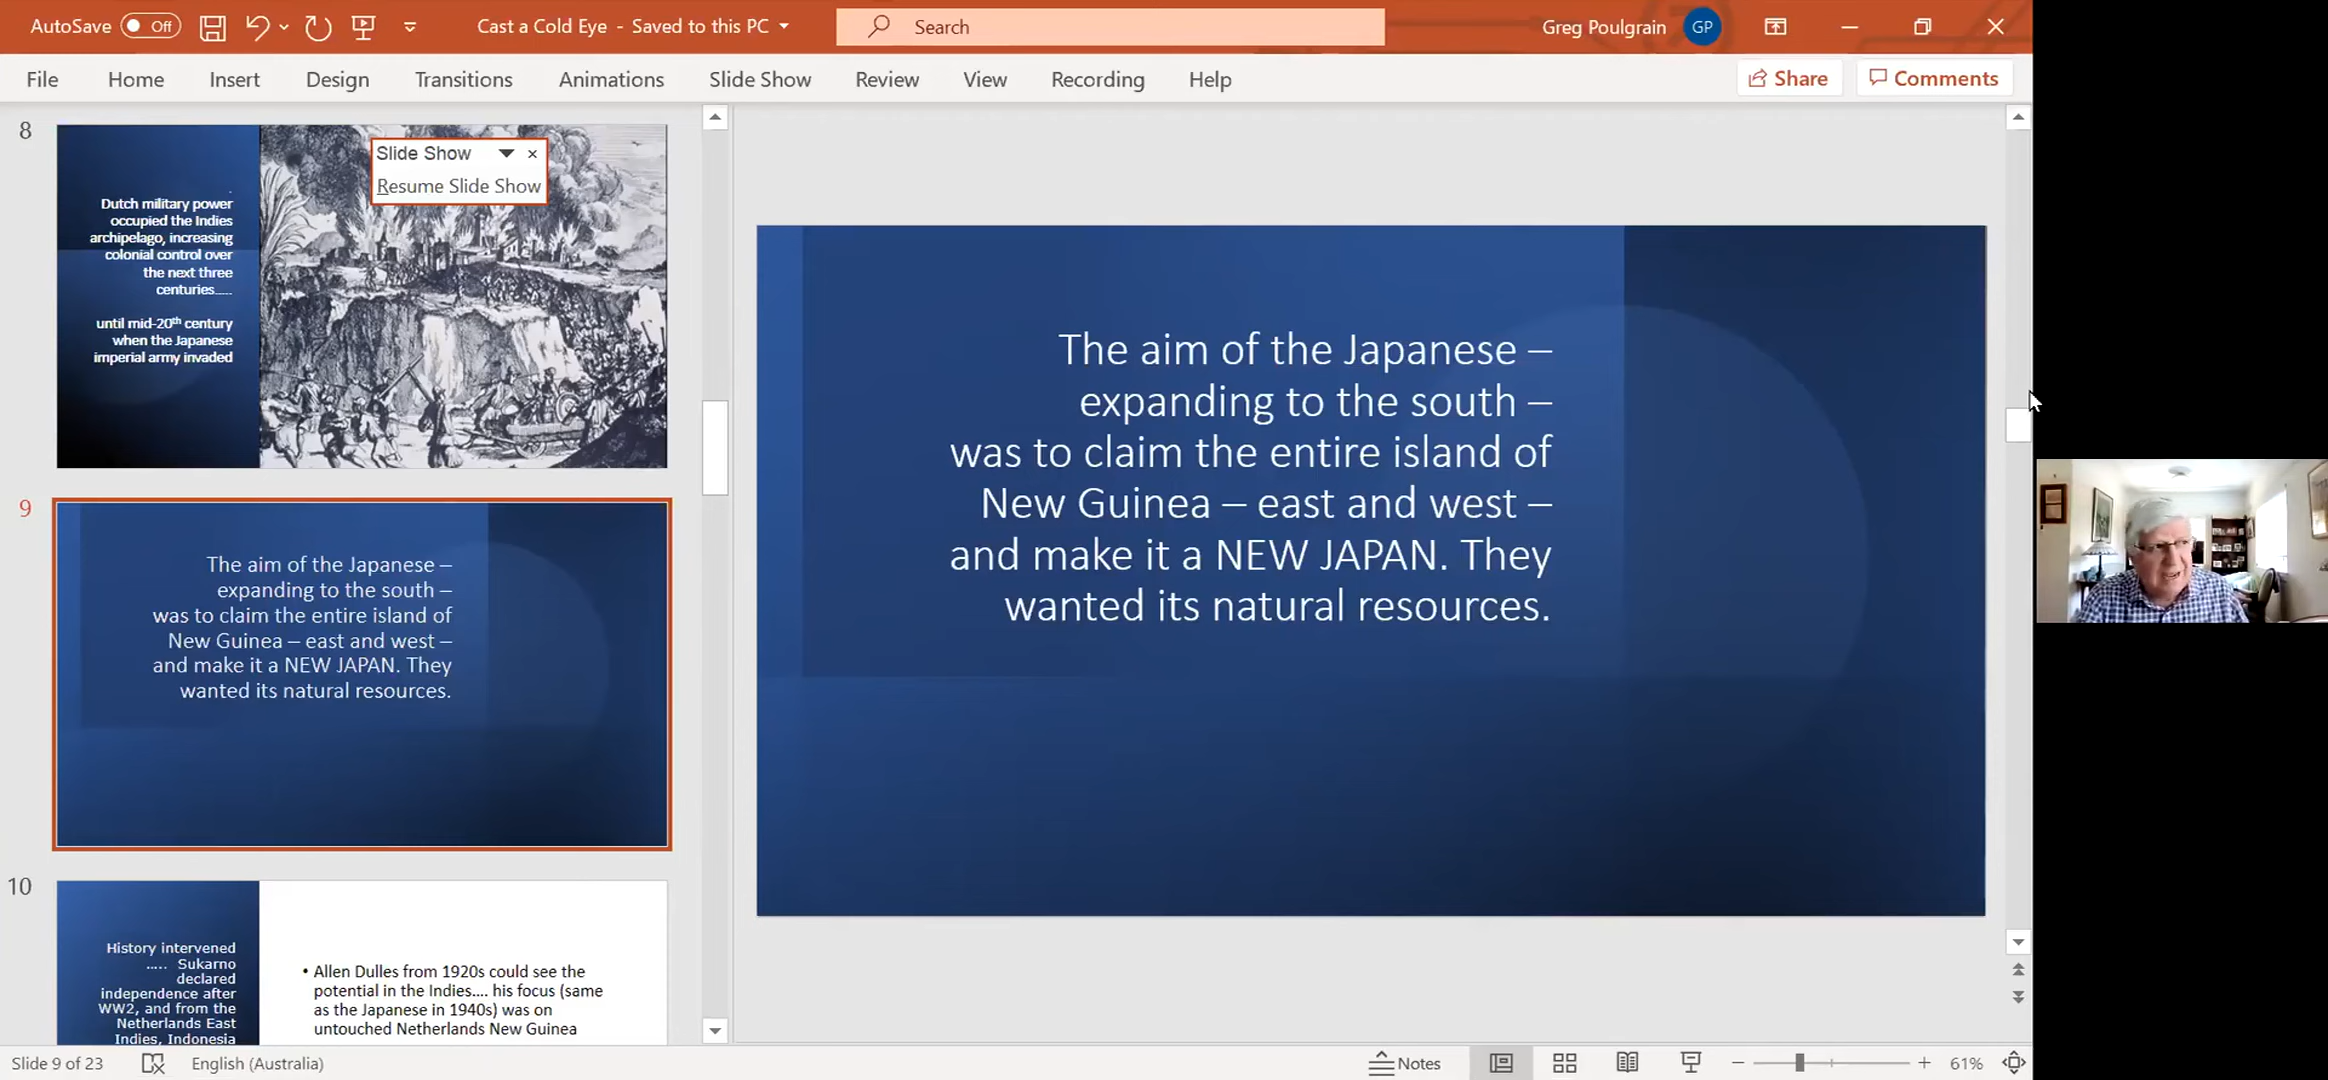 AutoSave Off
Cast a Cold Eye - Saved to this PC
Search
Greg Poulgrain GP
File Home Insert Design Transitions Animations Slide Show Review View Recording Help
Share Comments
8
Slide Show
Resume Slide Show
Dutch military power
occupied the Indies
archipelago, increasing
colonial control over
the next three
centuries.....
until mid-20th century
when the Japanese
imperial army invaded
9
The aim of the Japanese –
expanding to the south –
was to claim the entire island of
New Guinea – east and west –
and make it a NEW JAPAN. They
wanted its natural resources.
10
History intervened
..... Sukarno
declared
independence after
WW2, and from the
Netherlands East
Indies, Indonesia
• Allen Dulles from 1920s could see the
potential in the Indies.... his focus (same
as the Japanese in 1940s) was on
untouched Netherlands New Guinea
The aim of the Japanese –
expanding to the south –
was to claim the entire island of
New Guinea – east and west –
and make it a NEW JAPAN. They
wanted its natural resources.
Slide 9 of 23
English (Australia)
Notes
61%